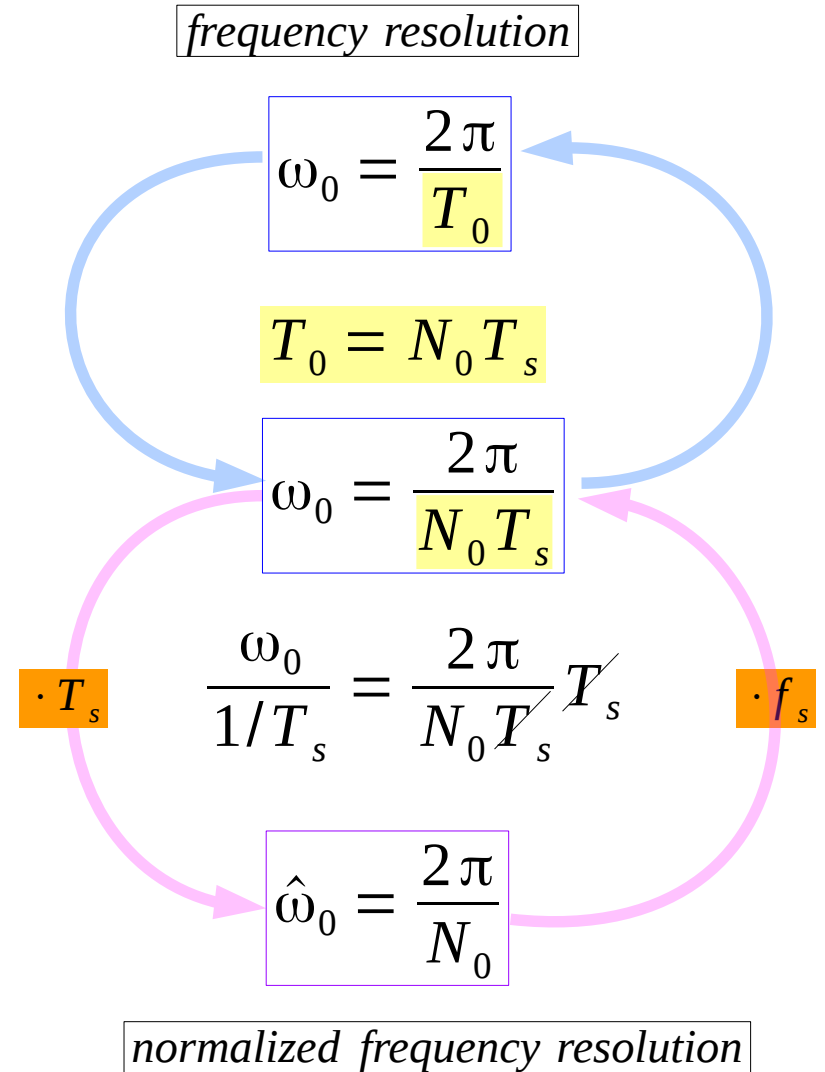 frequency resolution
ω₀ = 2π / T₀
T₀ = N₀ Tₛ
ω₀ = 2π / N₀ Tₛ
· Tₛ
ω₀ / 1/Tₛ = 2π / N₀ Tₛ Tₛ
· fₛ
ω̂₀ = 2π / N₀
normalized frequency resolution